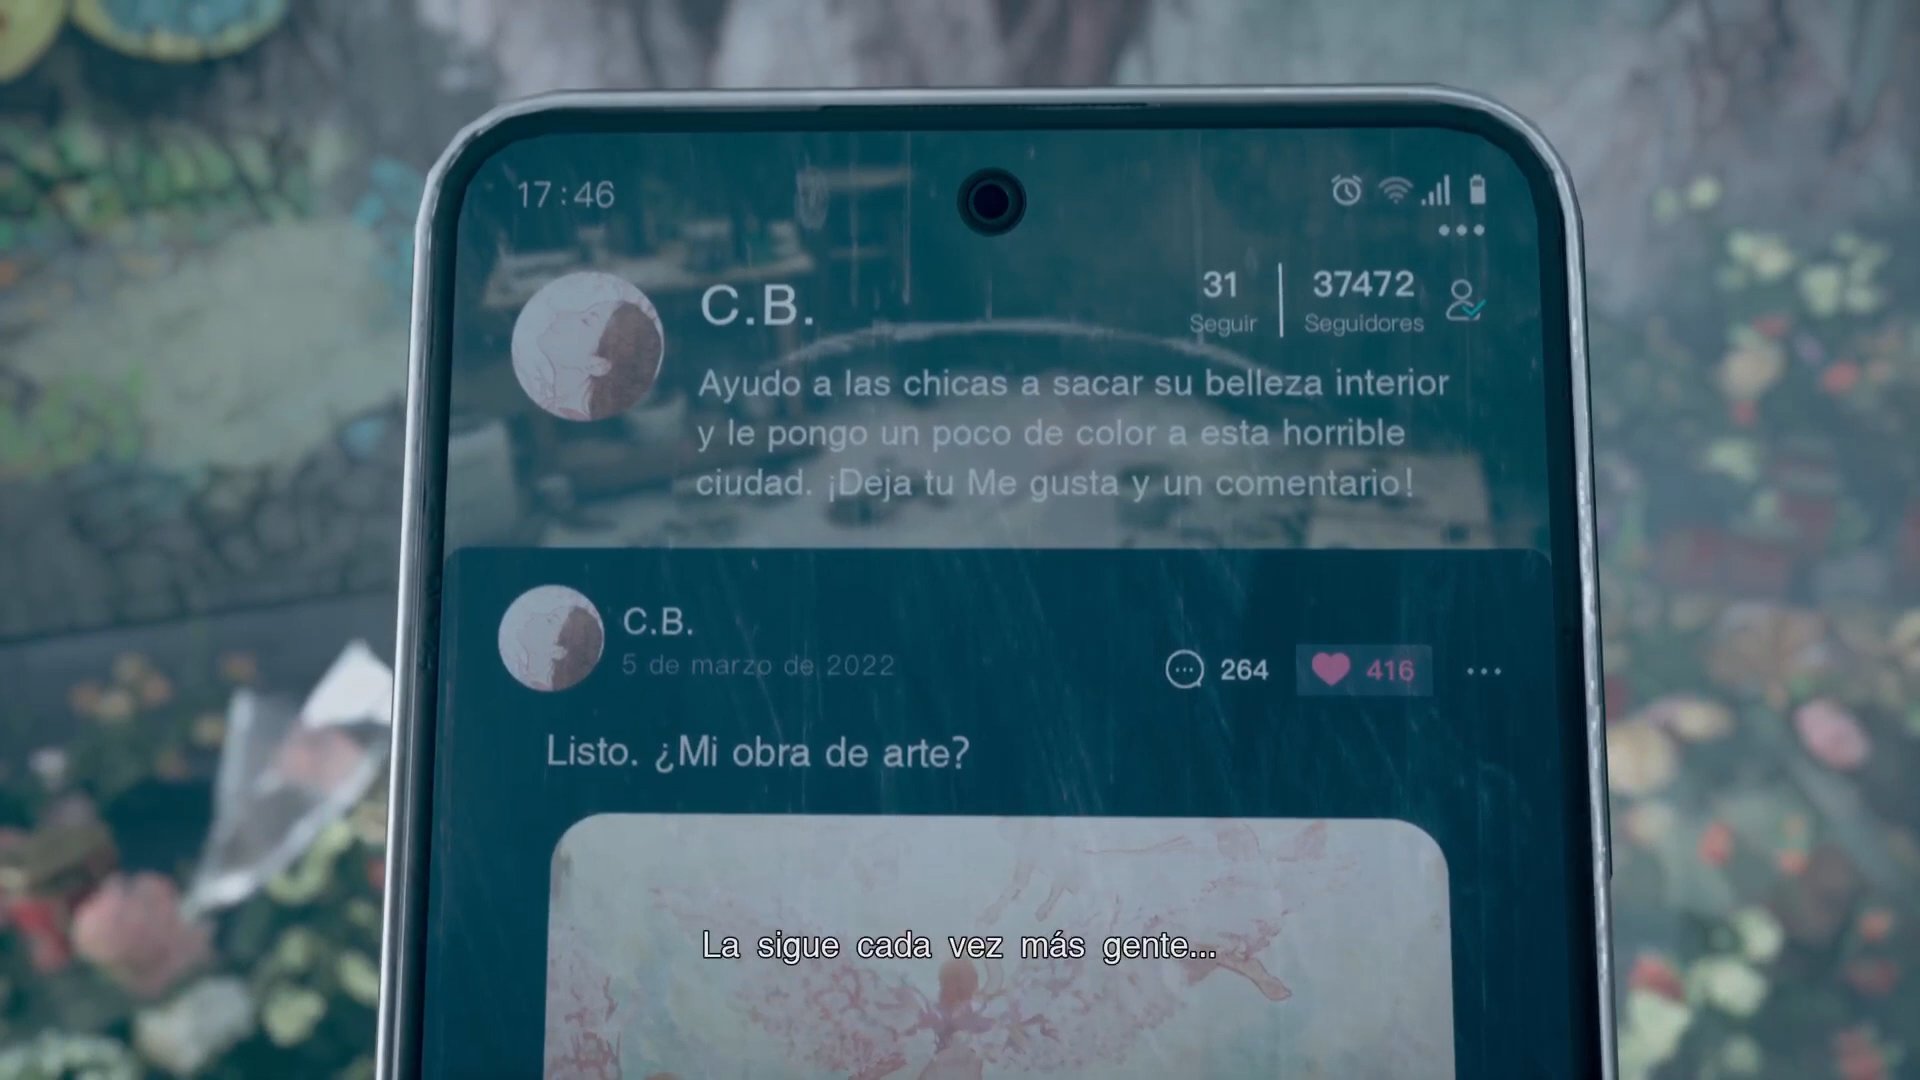 17:46
C.B.
31
37472
Seguir
Seguidores
Ayudo a las chicas a sacar su belleza interior
y le pongo un poco de color a esta horrible
ciudad. ¡Deja tu Me gusta y un comentario!
C.B.
5 de marzo de 2022
264
416
Listo. ¿Mi obra de arte?
La sigue cada vez más gente...